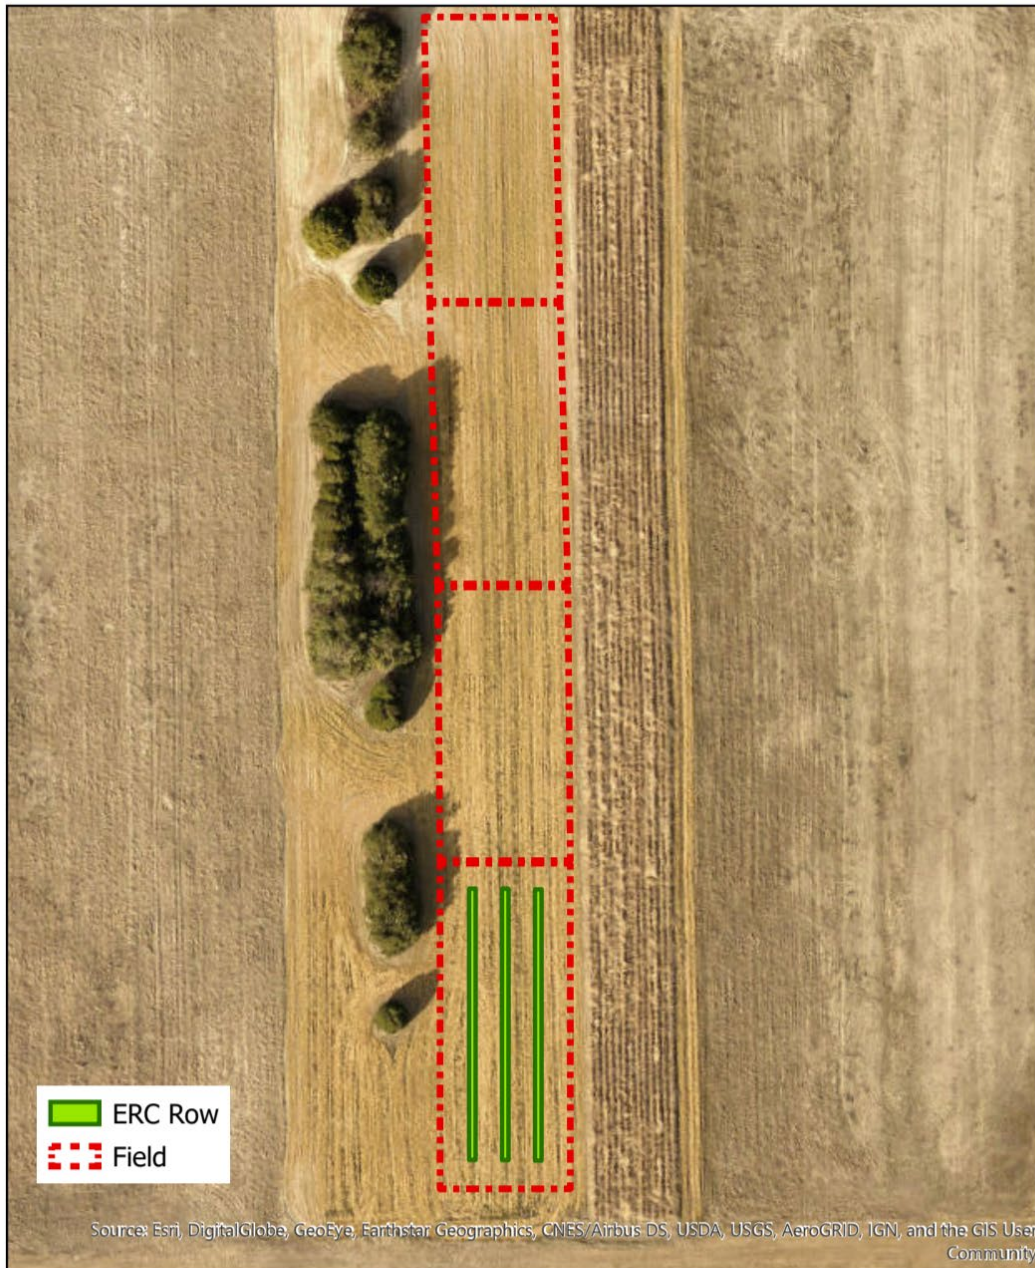 ERC Row
Field
Source: Esri, DigitalGlobe, GeoEye, Earthstar Geographics, CNES/Airbus DS, USDA, USGS, AeroGRID, IGN, and the GIS User
Community